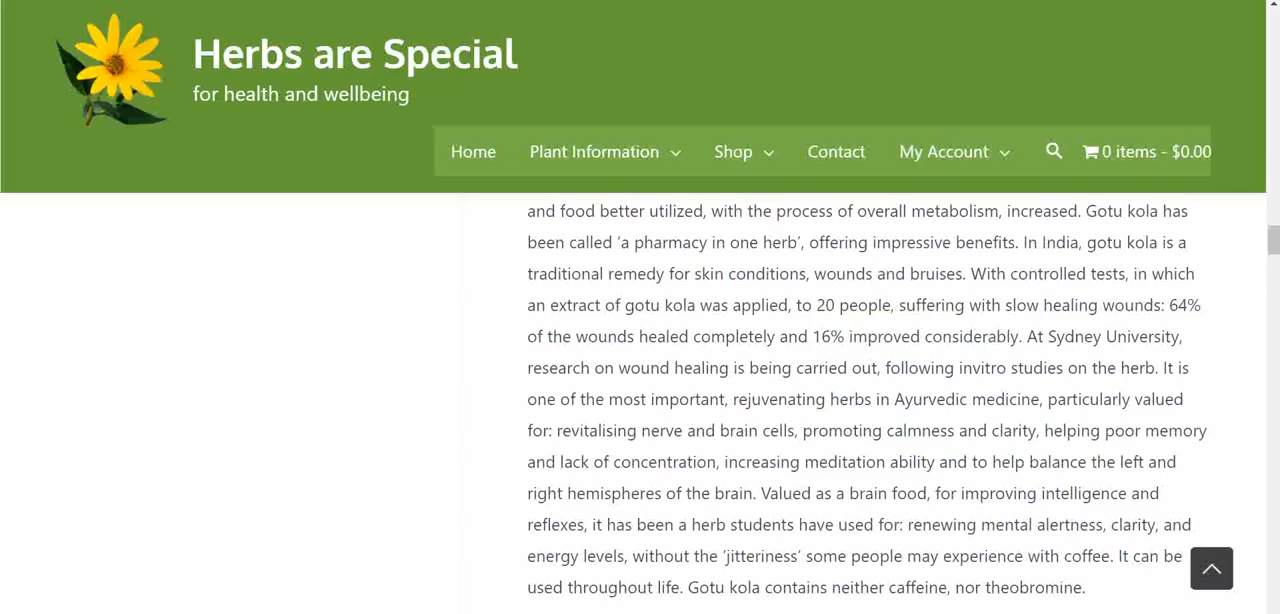 Herbs are Special
for health and wellbeing
Home Plant Information Shop Contact My Account 0 items - $0.00
and food better utilized, with the process of overall metabolism, increased. Gotu kola has
been called ‘a pharmacy in one herb’, offering impressive benefits. In India, gotu kola is a
traditional remedy for skin conditions, wounds and bruises. With controlled tests, in which
an extract of gotu kola was applied, to 20 people, suffering with slow healing wounds: 64%
of the wounds healed completely and 16% improved considerably. At Sydney University,
research on wound healing is being carried out, following invitro studies on the herb. It is
one of the most important, rejuvenating herbs in Ayurvedic medicine, particularly valued
for: revitalising nerve and brain cells, promoting calmness and clarity, helping poor memory
and lack of concentration, increasing meditation ability and to help balance the left and
right hemispheres of the brain. Valued as a brain food, for improving intelligence and
reflexes, it has been a herb students have used for: renewing mental alertness, clarity, and
energy levels, without the ‘jitteriness’ some people may experience with coffee. It can be
used throughout life. Gotu kola contains neither caffeine, nor theobromine.